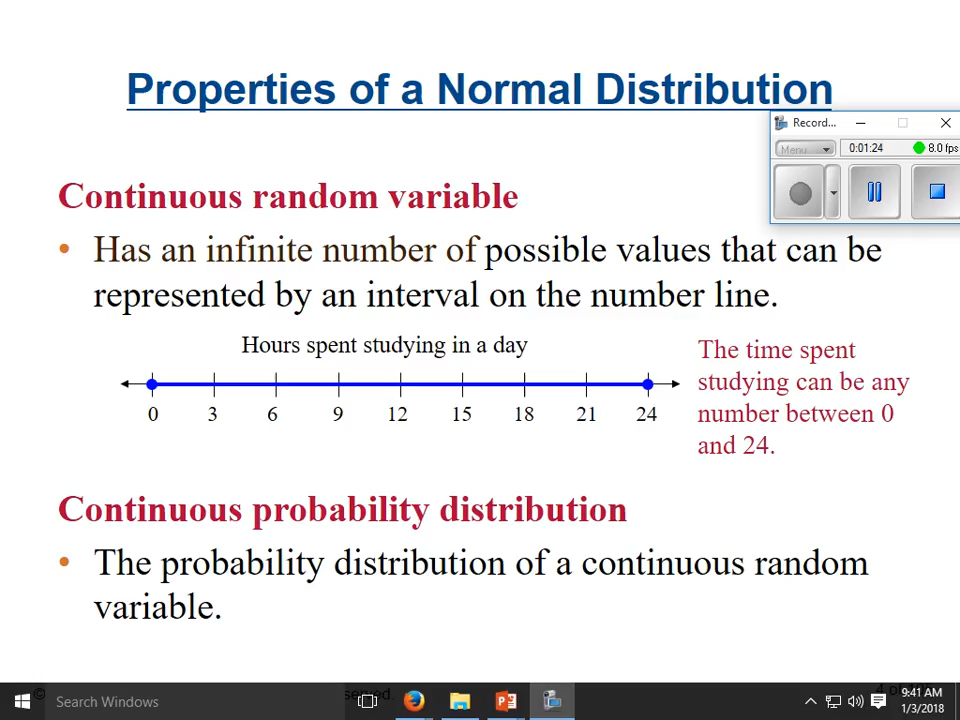 Properties of a Normal Distribution
Record...
Menu
0:01:24
8.0 fps
Continuous random variable
• Has an infinite number of possible values that can be
represented by an interval on the number line.
Hours spent studying in a day
0 3 6 9 12 15 18 21 24
The time spent
studying can be any
number between 0
and 24.
Continuous probability distribution
• The probability distribution of a continuous random
variable.
©
Search Windows
served.
4 of
9:41 AM
1/3/2018